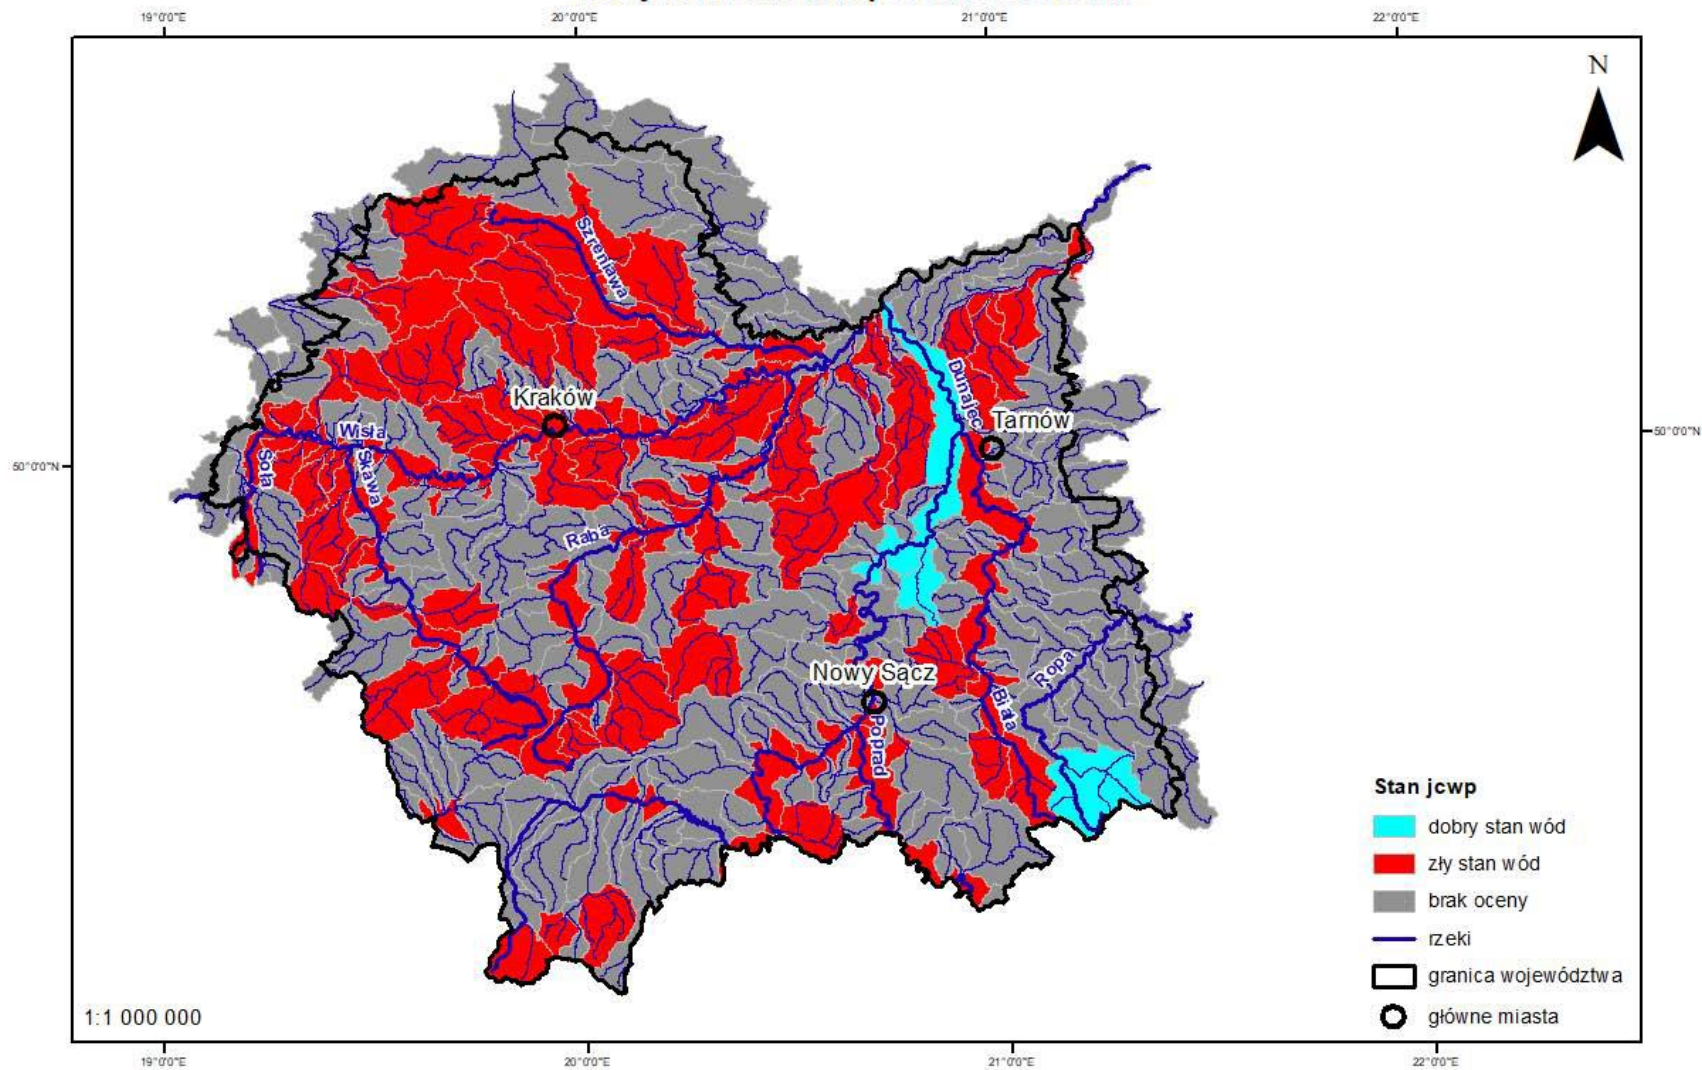 19°0'0"E
20°0'0"E
21°0'0"E
22°0'0"E
N
Szreniawa
Dunajec
Kraków
Tarnów
Wisła
50°0'0"N
50°0'0"N
Soła
Skawa
Raba
Ropa
Nowy Sącz
Biała
Poprad
Stan jcwp
dobry stan wód
zły stan wód
brak oceny
rzeki
granica województwa
główne miasta
1:1 000 000
19°0'0"E
20°0'0"E
21°0'0"E
22°0'0"E